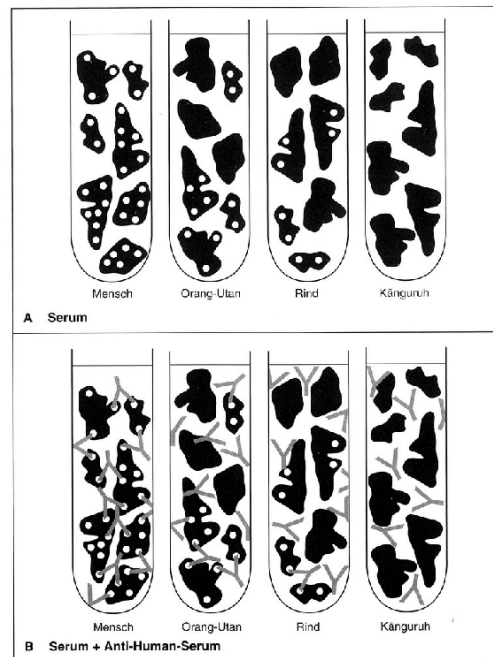 Mensch Orang-Utan Rind Känguruh
A Serum
Mensch Orang-Utan Rind Känguruh
B Serum + Anti-Human-Serum